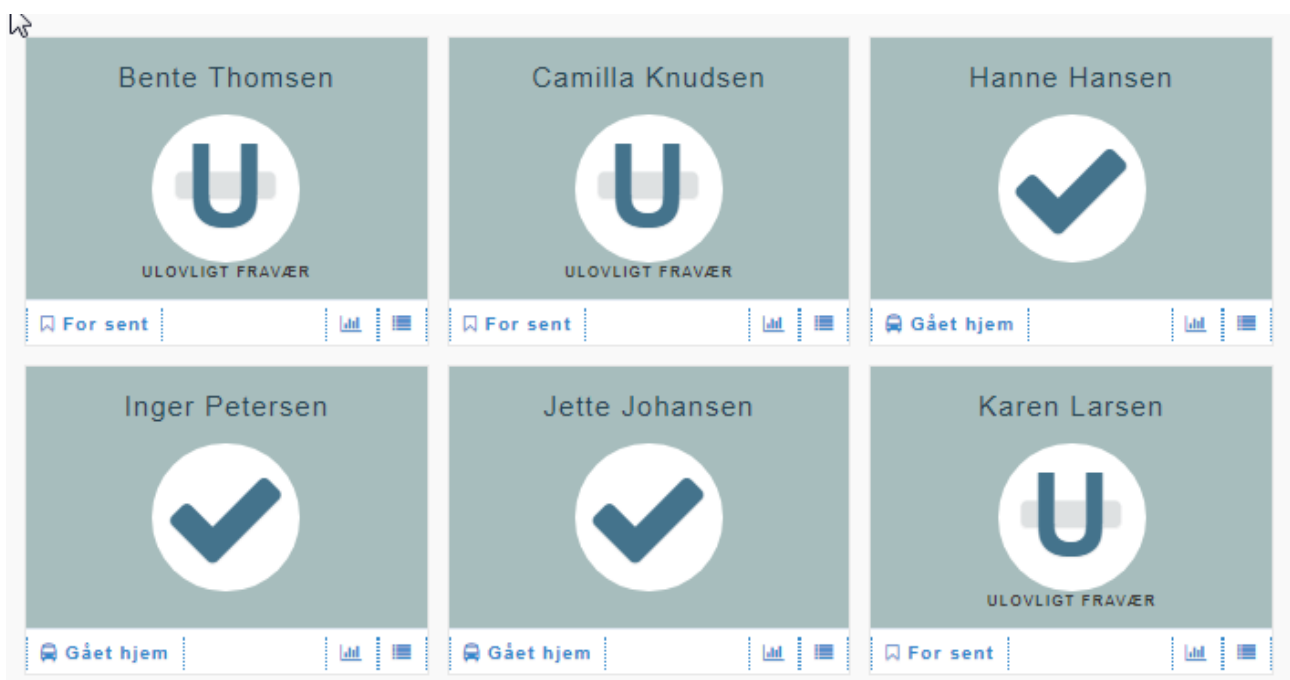 Bente Thomsen
U
ULOVLIGT FRAVÆR
For sent
Camilla Knudsen
U
ULOVLIGT FRAVÆR
For sent
Hanne Hansen
Gået hjem
Inger Petersen
Gået hjem
Jette Johansen
Gået hjem
Karen Larsen
U
ULOVLIGT FRAVÆR
For sent